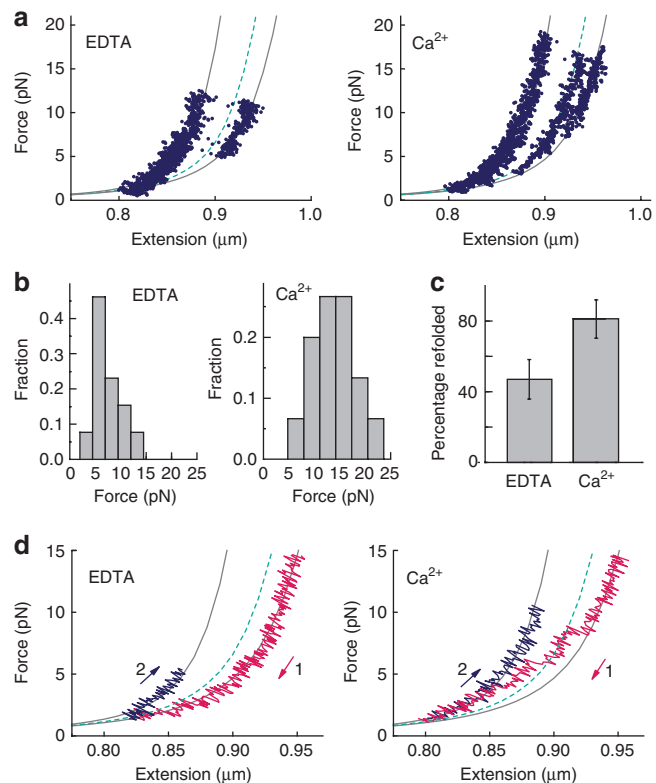 a
EDTA
Force (pN)
20
15
10
5
0
0.8 0.9 1.0
Extension (μm)
Ca²⁺
Force (pN)
20
15
10
5
0
0.8 0.9 1.0
Extension (μm)
b
EDTA
Fraction
0.4
0.3
0.2
0.1
0.0
0 5 10 15 20 25
Force (pN)
Ca²⁺
Fraction
0.2
0.1
0.0
0 5 10 15 20 25
Force (pN)
c
Percentage refolded
80
40
0
EDTA Ca²⁺
d
EDTA
Force (pN)
15
10
5
0
2
1
0.80 0.85 0.90 0.95
Extension (μm)
Ca²⁺
Force (pN)
15
10
5
0
2
1
0.80 0.85 0.90 0.95
Extension (μm)